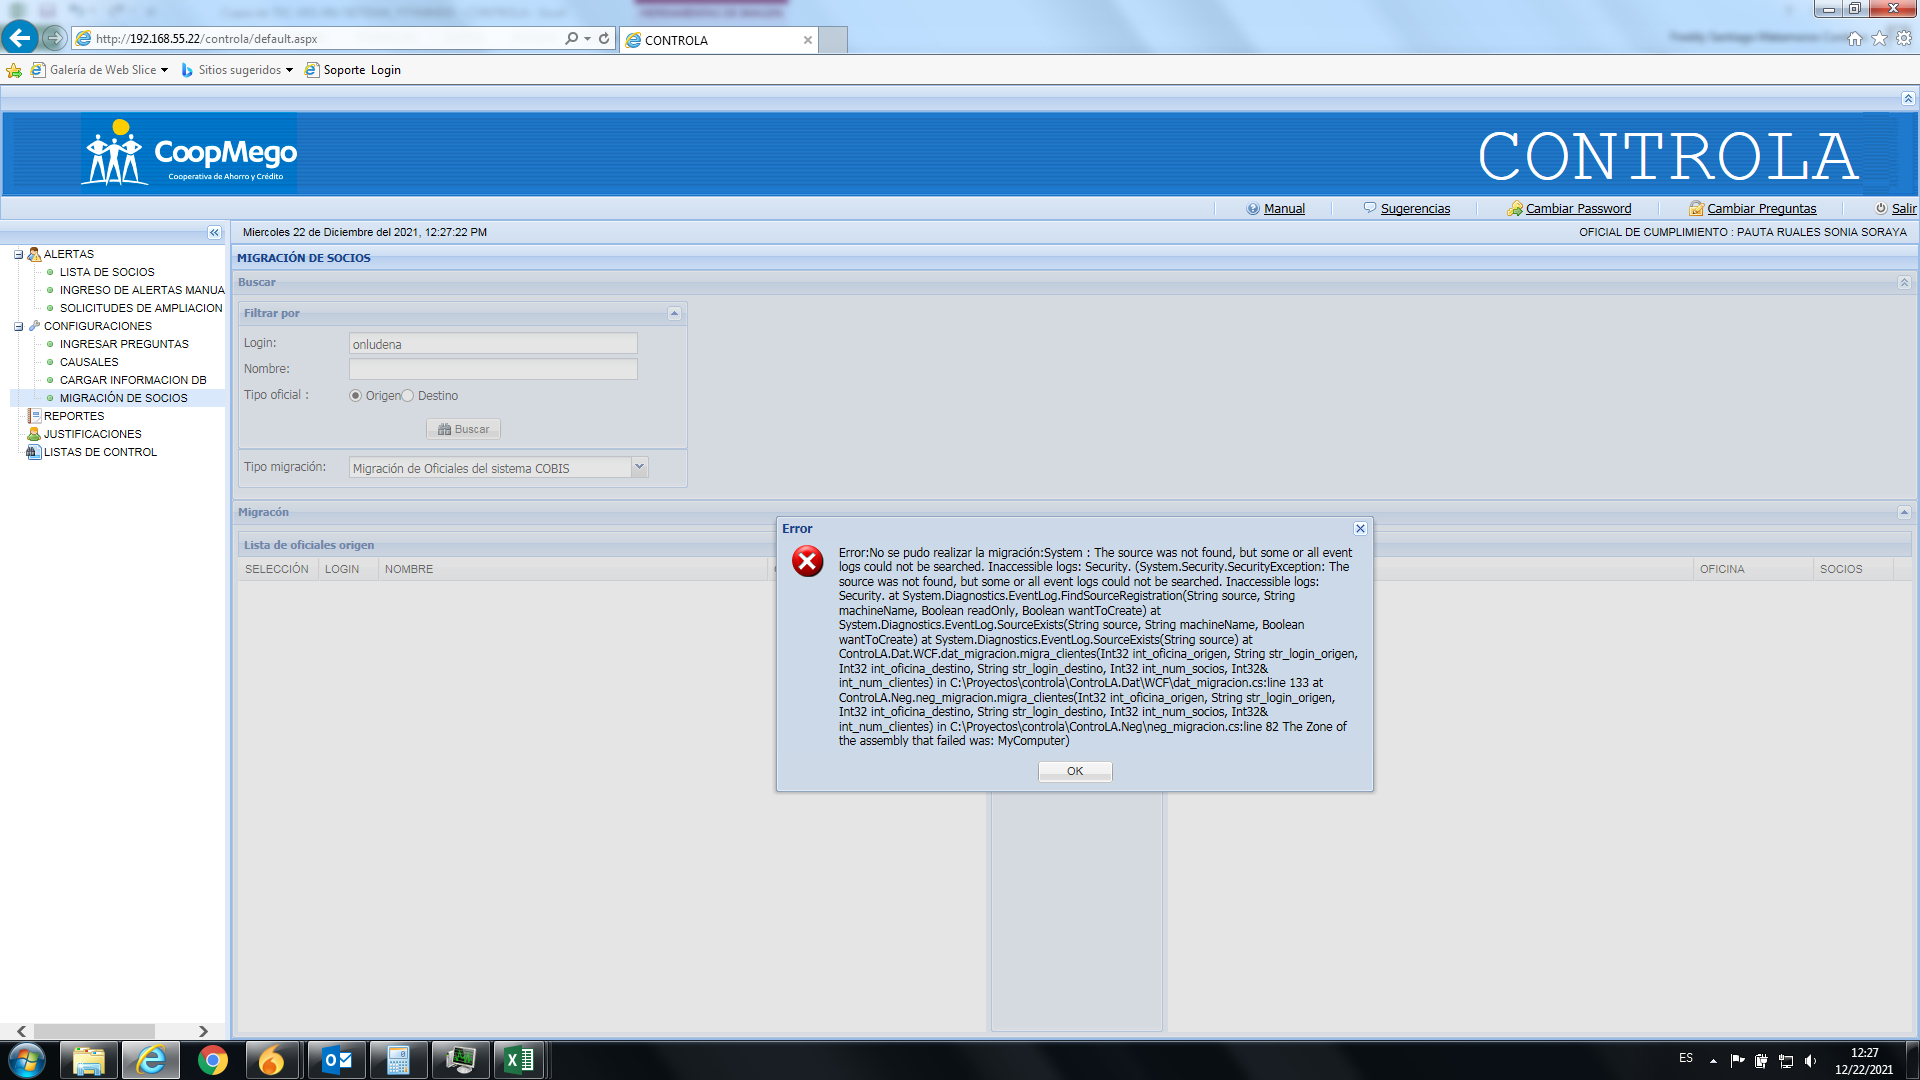 http://192.168.55.22/controla/default.aspx
CONTROLA
Galería de Web Slice
Sitios sugeridos
Soporte Login
CoopMego
Cooperativa de Ahorro y Crédito
CONTROLA
Manual
Sugerencias
Cambiar Password
Cambiar Preguntas
Salir
Miercoles 22 de Diciembre del 2021, 12:27:22 PM
OFICIAL DE CUMPLIMIENTO : PAUTA RUALES SONIA SORAYA
ALERTAS
LISTA DE SOCIOS
INGRESO DE ALERTAS MANUA
SOLICITUDES DE AMPLIACION
CONFIGURACIONES
INGRESAR PREGUNTAS
CAUSALES
CARGAR INFORMACION DB
MIGRACIÓN DE SOCIOS
REPORTES
JUSTIFICACIONES
LISTAS DE CONTROL
MIGRACIÓN DE SOCIOS
Buscar
Filtrar por
Login: onludena
Nombre:
Tipo oficial : Origen Destino
Buscar
Tipo migración: Migración de Oficiales del sistema COBIS
Migracón
Lista de oficiales origen
SELECCIÓN LOGIN NOMBRE
OFICINA SOCIOS
Error
Error:No se pudo realizar la migración:System : The source was not found, but some or all event
logs could not be searched. Inaccessible logs: Security. (System.Security.SecurityException: The
source was not found, but some or all event logs could not be searched. Inaccessible logs:
Security. at System.Diagnostics.EventLog.FindSourceRegistration(String source, String
machineName, Boolean readOnly, Boolean wantToCreate) at
System.Diagnostics.EventLog.SourceExists(String source, String machineName, Boolean
wantToCreate) at System.Diagnostics.EventLog.SourceExists(String source) at
ControLA.Dat.WCF.dat_migracion.migra_clientes(Int32 int_oficina_origen, String str_login_origen,
Int32 int_oficina_destino, String str_login_destino, Int32 int_num_socios, Int32&
int_num_clientes) in C:\Proyectos\controla\ControLA.Dat\WCF\dat_migracion.cs:line 133 at
ControLA.Neg.neg_migracion.migra_clientes(Int32 int_oficina_origen, String str_login_origen,
Int32 int_oficina_destino, String str_login_destino, Int32 int_num_socios, Int32&
int_num_clientes) in C:\Proyectos\controla\ControLA.Neg\neg_migracion.cs:line 82 The Zone of
the assembly that failed was: MyComputer)
OK
ES
12:27
12/22/2021